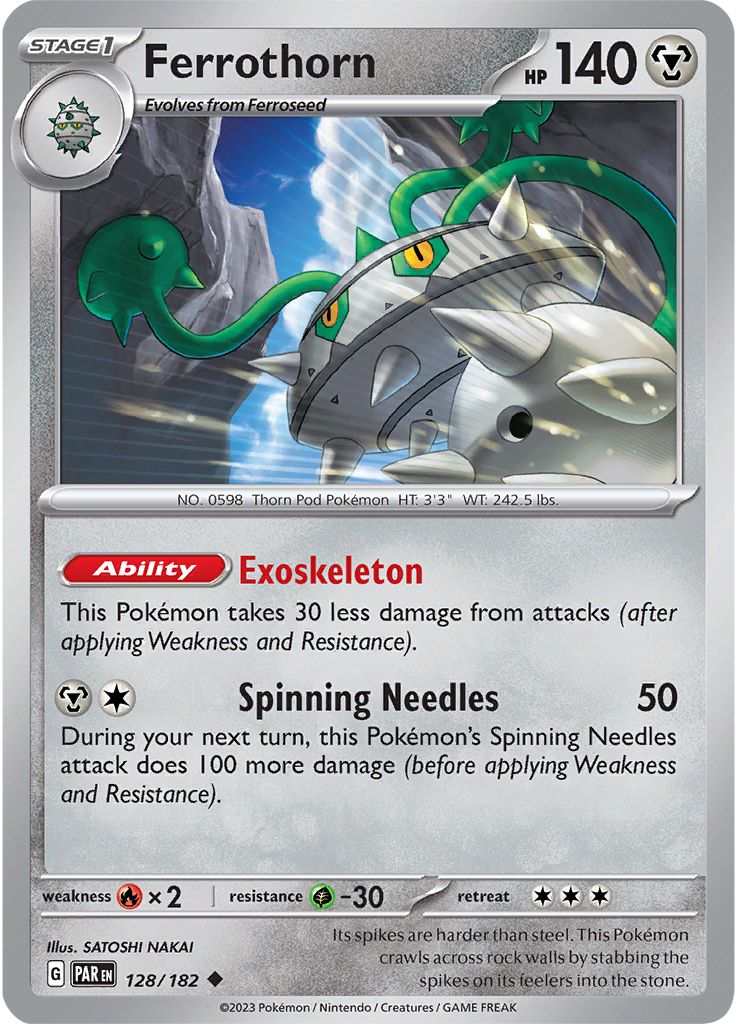 STAGE1
Ferrothorn
HP 140
Evolves from Ferroseed
NO. 0598 Thorn Pod Pokémon HT: 3'3" WT: 242.5 lbs.
Ability Exoskeleton
This Pokémon takes 30 less damage from attacks (after
applying Weakness and Resistance).
Spinning Needles 50
During your next turn, this Pokémon's Spinning Needles
attack does 100 more damage (before applying Weakness
and Resistance).
weakness ×2 resistance -30 retreat
Illus. SATOSHI NAKAI
Its spikes are harder than steel. This Pokémon
crawls across rock walls by stabbing the
spikes on its feelers into the stone.
G PAR EN 128/182
©2023 Pokémon / Nintendo / Creatures / GAME FREAK